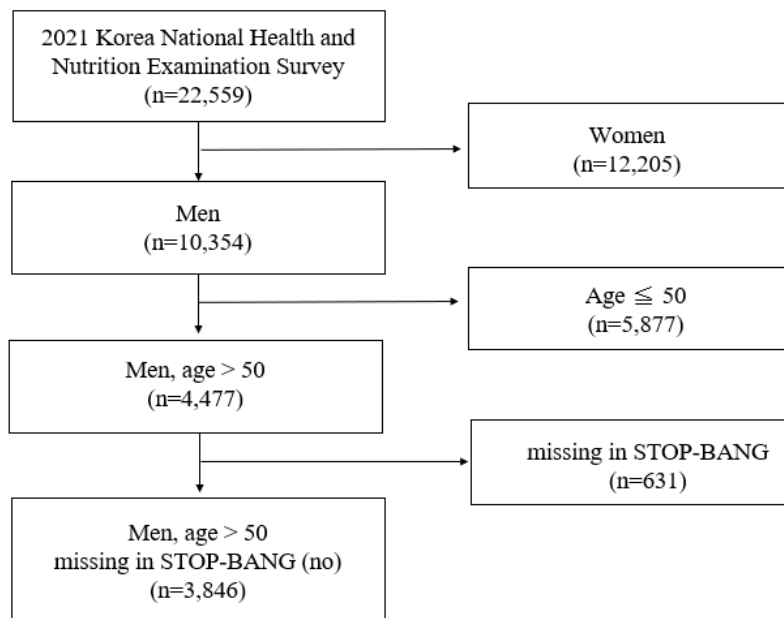 2021 Korea National Health and
Nutrition Examination Survey
(n=22,559)
Women
(n=12,205)
Men
(n=10,354)
Age ≦ 50
(n=5,877)
Men, age > 50
(n=4,477)
missing in STOP-BANG
(n=631)
Men, age > 50
missing in STOP-BANG (no)
(n=3,846)